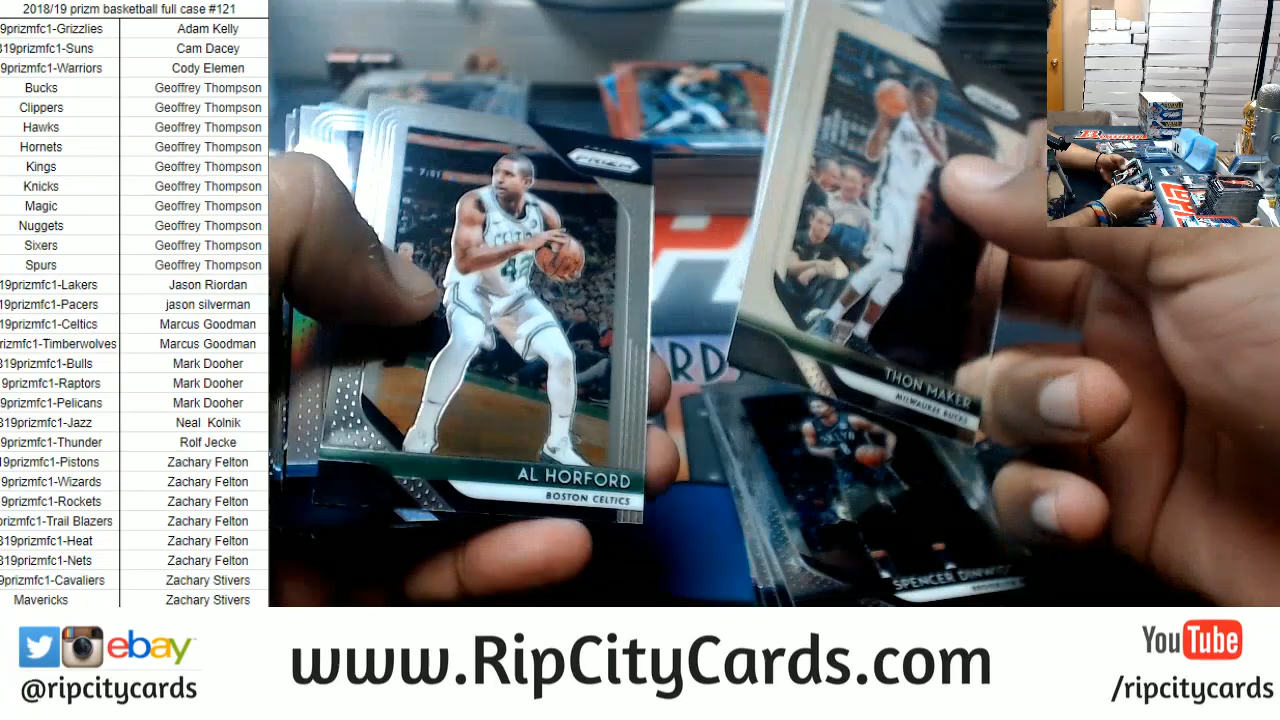 2018/19 prizm basketball full case #121
9prizmfc1-Grizzlies Adam Kelly
819prizmfc1-Suns Cam Dacey
19prizmfc1-Warriors Cody Elemen
Bucks Geoffrey Thompson
Clippers Geoffrey Thompson
Hawks Geoffrey Thompson
Hornets Geoffrey Thompson
Kings Geoffrey Thompson
Knicks Geoffrey Thompson
Magic Geoffrey Thompson
Nuggets Geoffrey Thompson
Sixers Geoffrey Thompson
Spurs Geoffrey Thompson
819prizmfc1-Lakers Jason Riordan
19prizmfc1-Pacers jason silverman
19prizmfc1-Celtics Marcus Goodman
rizmfc1-Timberwolves Marcus Goodman
819prizmfc1-Bulls Mark Dooher
9prizmfc1-Raptors Mark Dooher
9prizmfc1-Pelicans Mark Dooher
819prizmfc1-Jazz Neal Kolnik
9prizmfc1-Thunder Rolf Jecke
19prizmfc1-Pistons Zachary Felton
9prizmfc1-Wizards Zachary Felton
9prizmfc1-Rockets Zachary Felton
prizmfc1-Trail Blazers Zachary Felton
819prizmfc1-Heat Zachary Felton
819prizmfc1-Nets Zachary Felton
9prizmfc1-Cavaliers Zachary Stivers
Mavericks Zachary Stivers
PRIZM
AL HORFORD
BOSTON CELTICS
THON MAKER
MILWAUKEE BUCKS
RDS
SPENCER
ebay
@ripcitycards
www.RipCityCards.com
YouTube
/ripcitycards